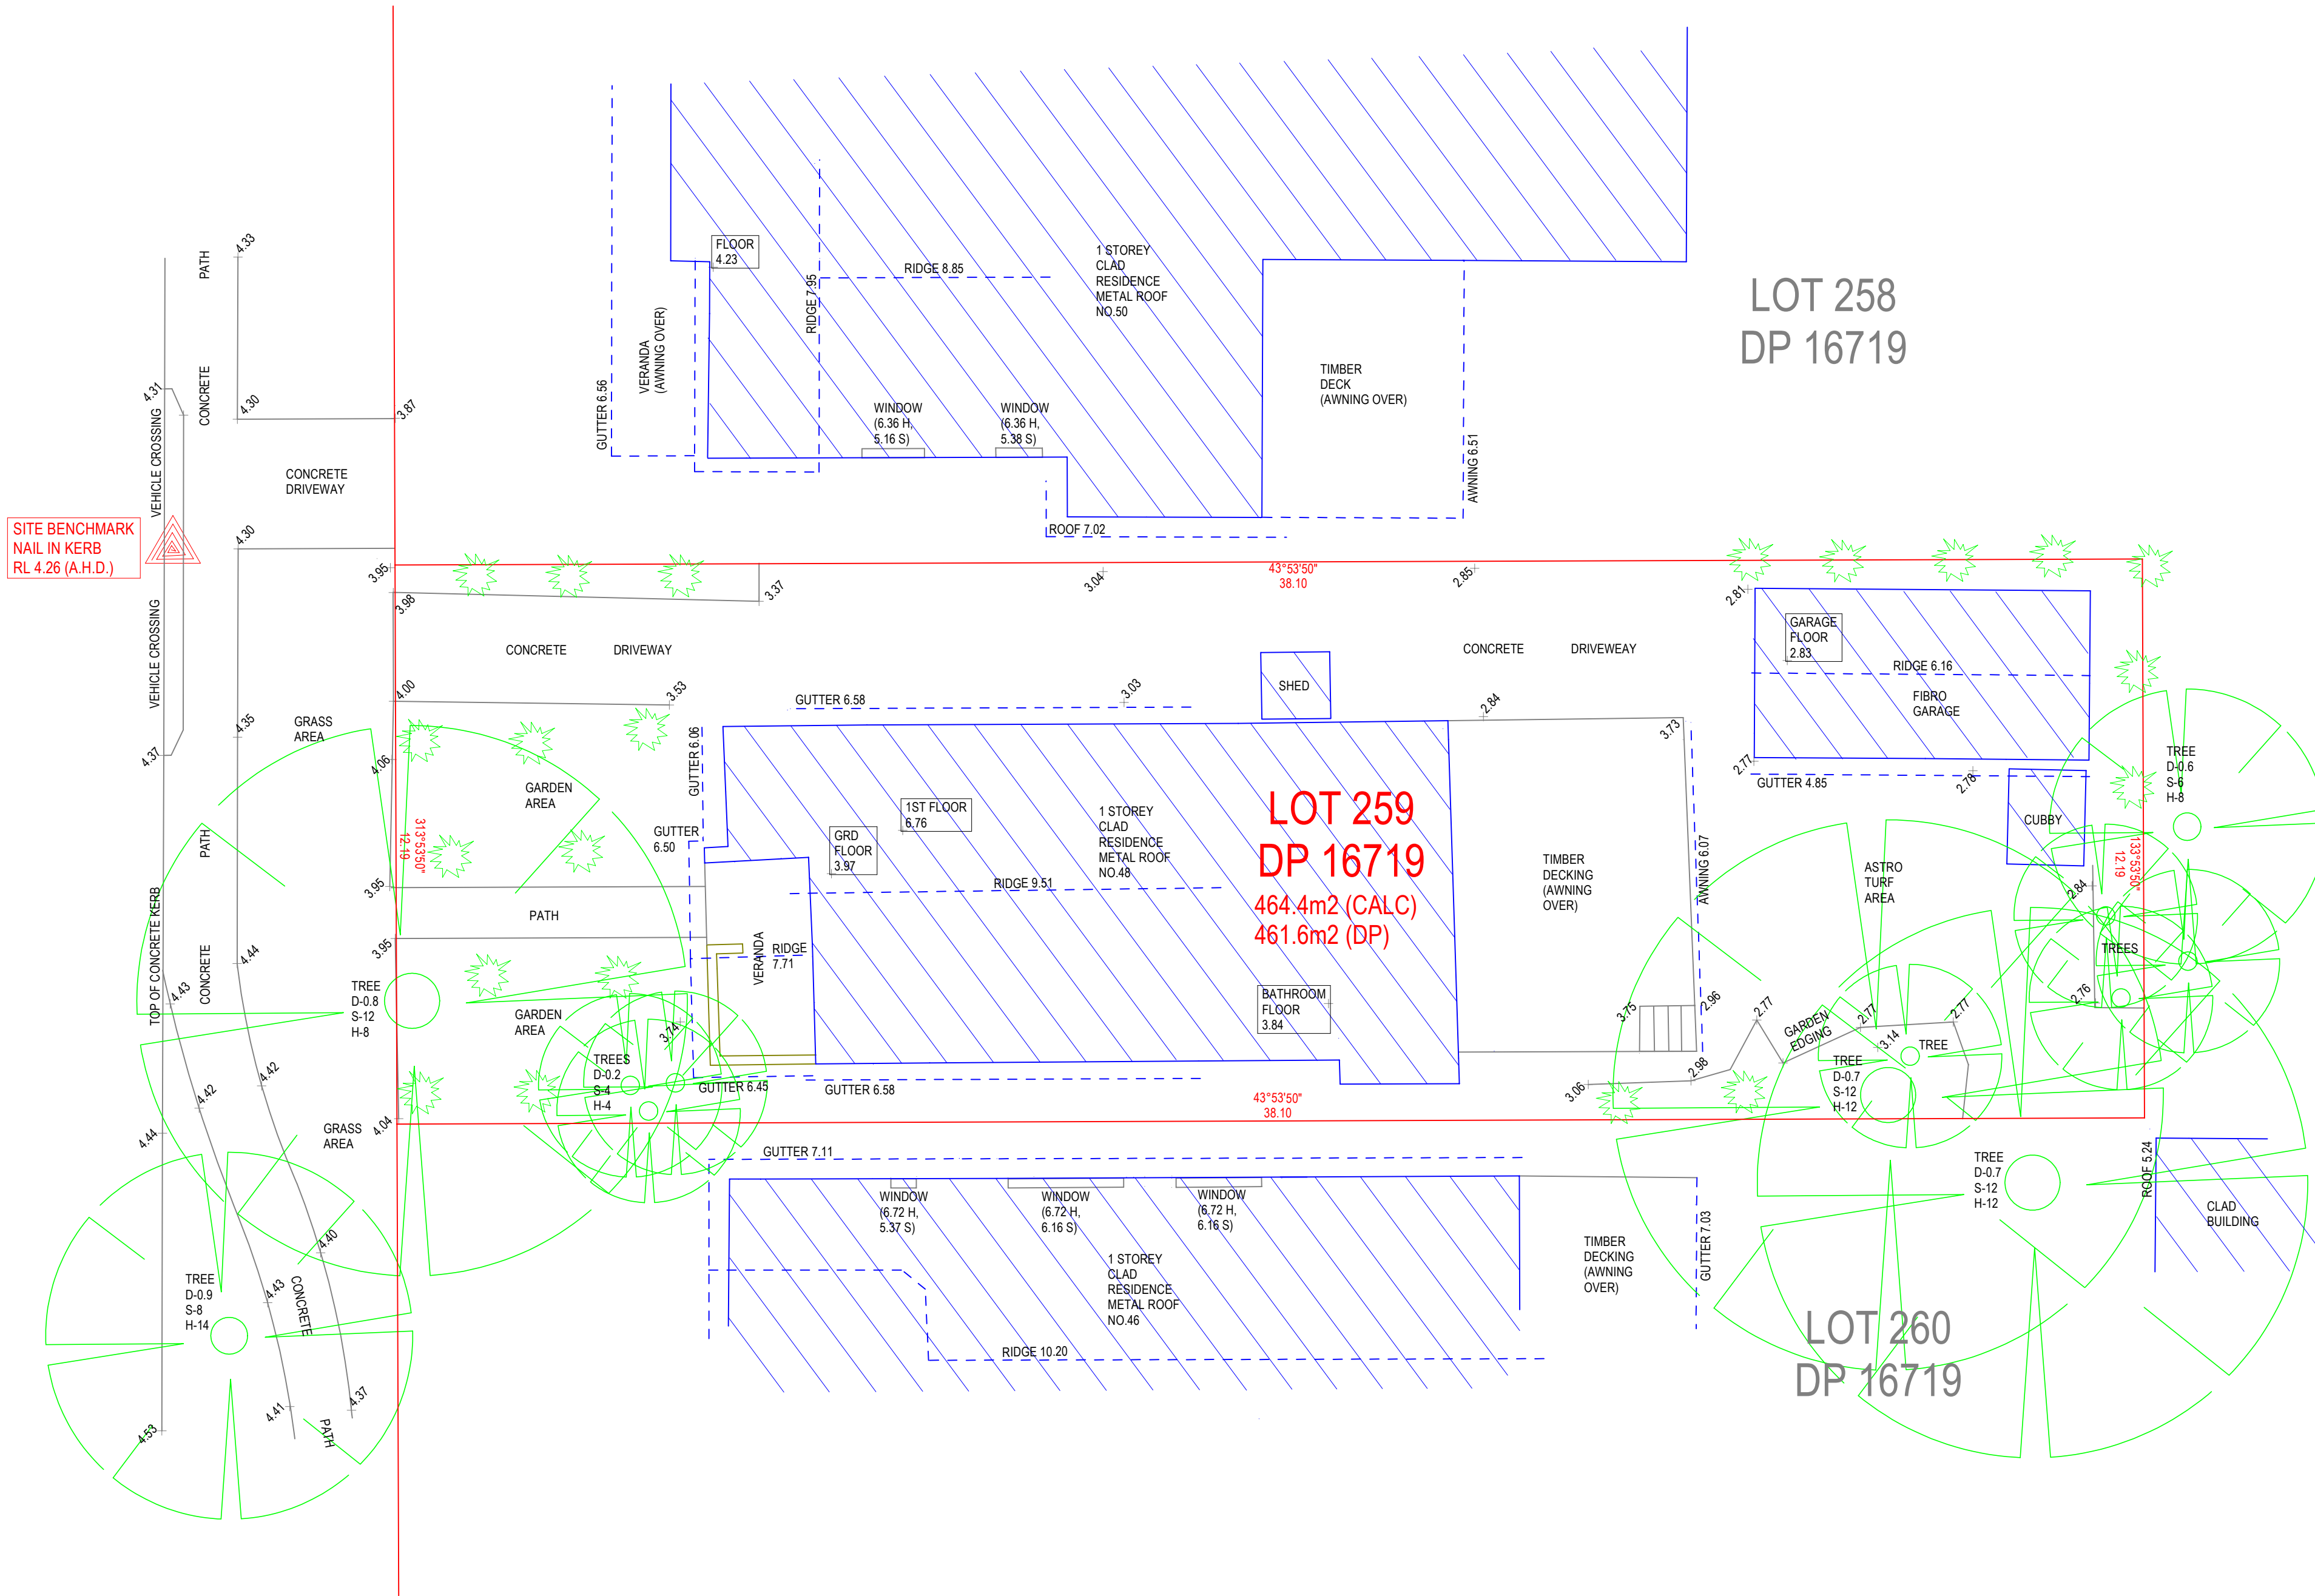 4.33
PATH
FLOOR
4.23
RIDGE 8.85
RIDGE 7.95
1 STOREY
CLAD
RESIDENCE
METAL ROOF
NO.50
LOT 258
DP 16719
VERANDA
(AWNING OVER)
GUTTER 6.56
TIMBER
DECK
(AWNING OVER)
4.31
CONCRETE
4.30
3.87
VEHICLE CROSSING
WINDOW
(6.36 H,
5.16 S)
WINDOW
(6.36 H,
5.38 S)
AWNING 6.51
CONCRETE
DRIVEWAY
SITE BENCHMARK
NAIL IN KERB
RL 4.26 (A.H.D.)
4.30
ROOF 7.02
3.95
3.98
3.37
3.04
43°53'50"
38.10
2.85
2.81
VEHICLE CROSSING
CONCRETE
DRIVEWAY
CONCRETE
DRIVEWEAY
GARAGE
FLOOR
2.83
RIDGE 6.16
FIBRO
GARAGE
4.00
3.53
GUTTER 6.58
3.03
SHED
2.84
3.73
GRASS
AREA
4.35
4.37
4.06
GUTTER 6.06
2.77
2.78
GUTTER 4.85
TREE
D-0.6
S-6
H-8
GARDEN
AREA
GUTTER
6.50
1ST FLOOR
6.76
GRD
FLOOR
3.97
1 STOREY
CLAD
RESIDENCE
METAL ROOF
NO.48
LOT 259
DP 16719
464.4m2 (CALC)
461.6m2 (DP)
CUBBY
313°53'50"
12.19
PATH
TIMBER
DECKING
(AWNING
OVER)
AWNING 6.07
ASTRO
TURF
AREA
133°53'50"
12.19
3.95
RIDGE 9.51
2.84
PATH
TOP OF CONCRETE KERB
3.95
4.44
CONCRETE
VERANDA
RIDGE
7.71
TREES
4.43
TREE
D-0.8
S-12
H-8
GARDEN
AREA
3.74
BATHROOM
FLOOR
3.84
3.75
2.96
2.77
GARDEN
EDGING
2.77
2.77
2.76
3.14
TREE
TREES
D-0.2
S-4
H-4
4.42
4.42
GUTTER 6.45
GUTTER 6.58
43°53'50"
38.10
3.06
2.98
TREE
D-0.7
S-12
H-12
4.44
GRASS
AREA
4.04
GUTTER 7.11
TREE
D-0.7
S-12
H-12
ROOF 5.24
WINDOW
(6.72 H,
5.37 S)
WINDOW
(6.72 H,
6.16 S)
WINDOW
(6.72 H,
6.16 S)
CLAD
BUILDING
4.40
TREE
D-0.9
S-8
H-14
4.43
CONCRETE
1 STOREY
CLAD
RESIDENCE
METAL ROOF
NO.46
TIMBER
DECKING
(AWNING
OVER)
GUTTER 7.03
RIDGE 10.20
LOT 260
DP 16719
4.53
4.41
4.37
PATH